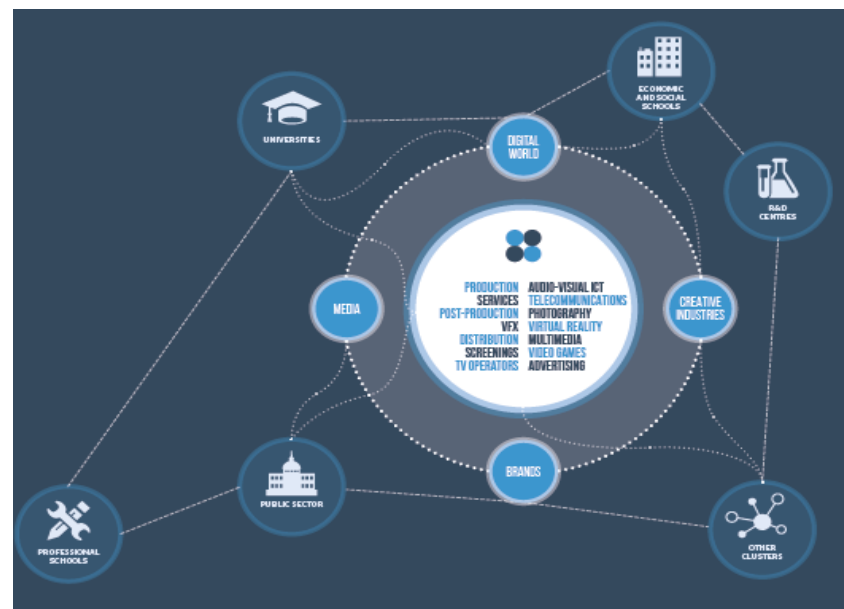 ECONOMIC
AND SOCIAL
SCHOOLS
UNIVERSITIES
DIGITAL
WORLD
R&D
CENTRES
MEDIA
CREATIVE
INDUSTRIES
PRODUCTION AUDIO-VISUAL ICT
SERVICES TELECOMMUNICATIONS
POST-PRODUCTION PHOTOGRAPHY
VFX VIRTUAL REALITY
DISTRIBUTION MULTIMEDIA
SCREENINGS VIDEO GAMES
TV OPERATORS ADVERTISING
BRANDS
PUBLIC SECTOR
PROFESSIONAL
SCHOOLS
OTHER
CLUSTERS